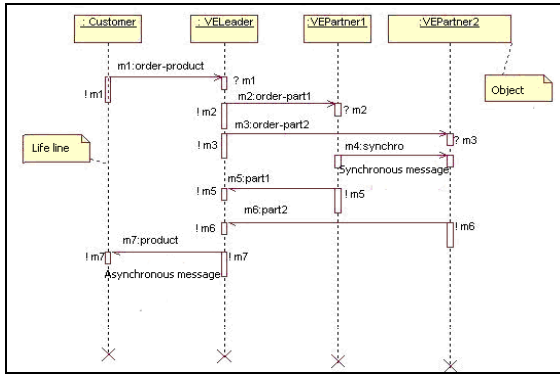 : Customer
: VELeader
:VEPartner1
:VEPartner2
m1:order-product
? m1
Object
! m1
m2:order-part1
! m2
? m2
m3:order-part2
? m3
! m3
m4:synchro
Life line
Synchronous message
m5:part1
! m5
! m5
m6:part2
! m6
! m6
m7:product
! m7
! m7
Asynchronous message